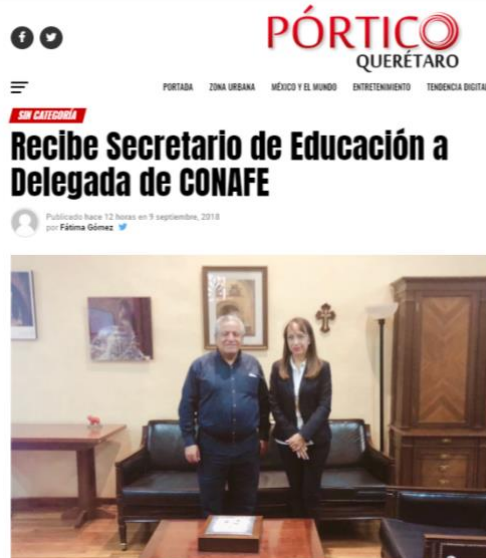 PÓRTICO
QUERÉTARO
PORTADA ZONA URBANA MÉXICO Y EL MUNDO ENTRETENIMIENTO TENDENCIA DIGITAL
SIN CATEGORÍA
Recibe Secretario de Educación a
Delegada de CONAFE
Publicado hace 12 horas en 9 septiembre, 2018
por Fátima Gómez